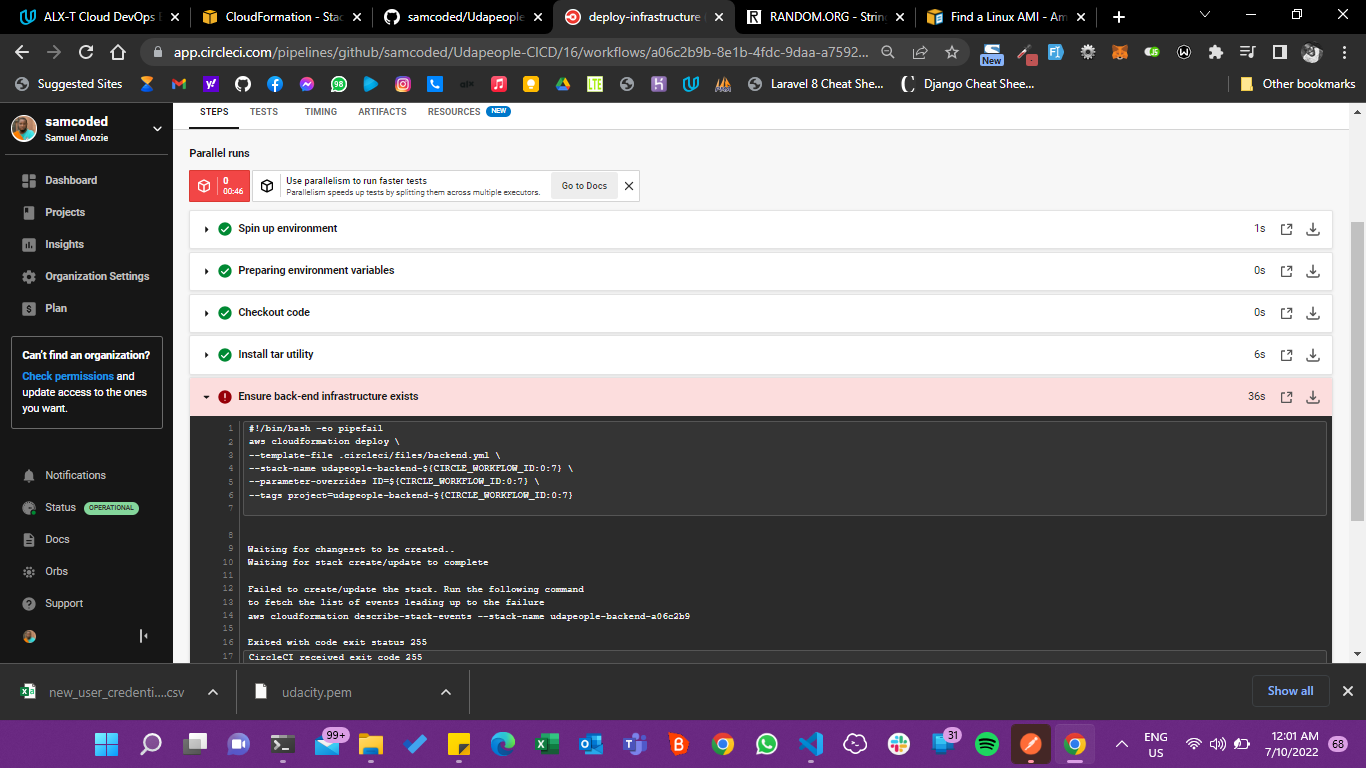 ALX-T Cloud DevOps E
CloudFormation - Stac
samcoded/Udapeople
deploy-infrastructure
RANDOM.ORG - String
Find a Linux AMI - Am
app.circleci.com/pipelines/github/samcoded/Udapeople-CICD/16/workflows/a06c2b9b-8e1b-4fdc-9daa-a7592...
New
Suggested Sites
98
LTE
Laravel 8 Cheat She...
Django Cheat Shee...
Other bookmarks
samcoded
Samuel Anozie
Dashboard
Projects
Insights
Organization Settings
Plan
Can't find an organization?
Check permissions and
update access to the ones
you want.
Notifications
Status OPERATIONAL
Docs
Orbs
Support
STEPS TESTS TIMING ARTIFACTS RESOURCES NEW
Parallel runs
0
00:46
Use parallelism to run faster tests
Parallelism speeds up tests by splitting them across multiple executors.
Go to Docs
Spin up environment 1s
Preparing environment variables 0s
Checkout code 0s
Install tar utility 6s
Ensure back-end infrastructure exists 36s
1 #!/bin/bash -eo pipefail
2 aws cloudformation deploy \
3 --template-file .circleci/files/backend.yml \
4 --stack-name udapeople-backend-${CIRCLE_WORKFLOW_ID:0:7} \
5 --parameter-overrides ID=${CIRCLE_WORKFLOW_ID:0:7} \
6 --tags project=udapeople-backend-${CIRCLE_WORKFLOW_ID:0:7}
7
8
9 Waiting for changeset to be created..
10 Waiting for stack create/update to complete
11
12 Failed to create/update the stack. Run the following command
13 to fetch the list of events leading up to the failure
14 aws cloudformation describe-stack-events --stack-name udapeople-backend-a06c2b9
15
16 Exited with code exit status 255
17 CircleCI received exit code 255
new_user_credenti....csv
udacity.pem
Show all
99+
31
ENG
US
12:01 AM
7/10/2022
68